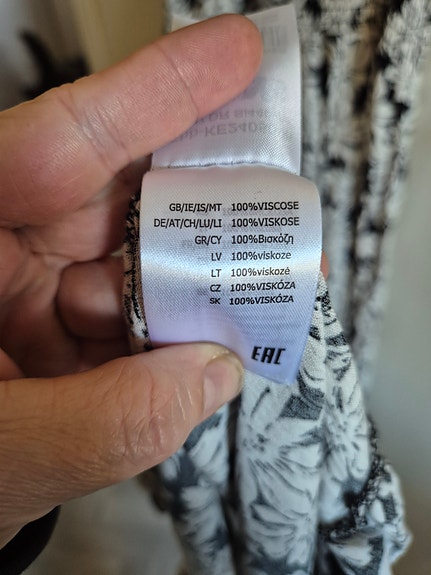 GB/IE/IS/MT 100%VISCOSE
DE/AT/CH/LU/LI 100%VISKOSE
GR/CY 100%Βισκόζη
LV 100%viskoze
LT 100%viskozė
CZ 100%VISKÓZA
SK 100%VISKÓZA
EAC